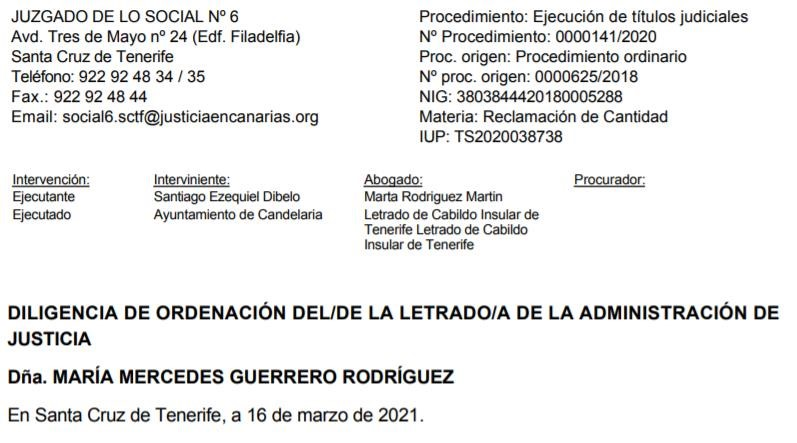 JUZGADO DE LO SOCIAL Nº 6
Avd. Tres de Mayo nº 24 (Edf. Filadelfia)
Santa Cruz de Tenerife
Teléfono: 922 92 48 34 / 35
Fax.: 922 92 48 44
Email: social6.sctf@justiciaencanarias.org
Procedimiento: Ejecución de títulos judiciales
Nº Procedimiento: 0000141/2020
Proc. origen: Procedimiento ordinario
Nº proc. origen: 0000625/2018
NIG: 3803844420180005288
Materia: Reclamación de Cantidad
IUP: TS2020038738
Intervención: Interviniente: Abogado: Procurador:
Ejecutante Santiago Ezequiel Dibelo Marta Rodriguez Martin
Ejecutado Ayuntamiento de Candelaria Letrado de Cabildo Insular de
Tenerife Letrado de Cabildo
Insular de Tenerife
DILIGENCIA DE ORDENACIÓN DEL/DE LA LETRADO/A DE LA ADMINISTRACIÓN DE
JUSTICIA
Dña. MARÍA MERCEDES GUERRERO RODRÍGUEZ
En Santa Cruz de Tenerife, a 16 de marzo de 2021.